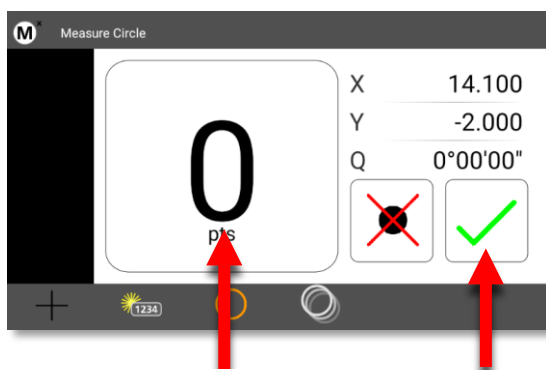 M x Measure Circle
0
pts
X 14.100
Y -2.000
Q 0°00'00"
1234